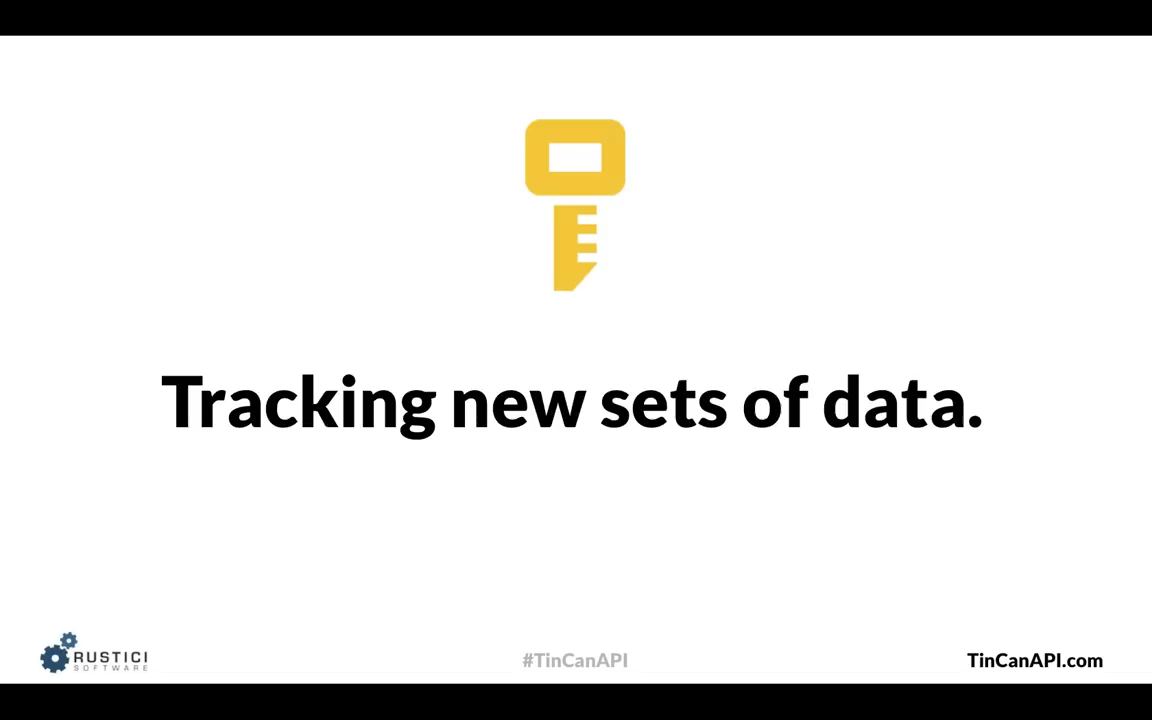 Tracking new sets of data.
RUSTICI
SOFTWARE
#TinCanAPI
TinCanAPI.com